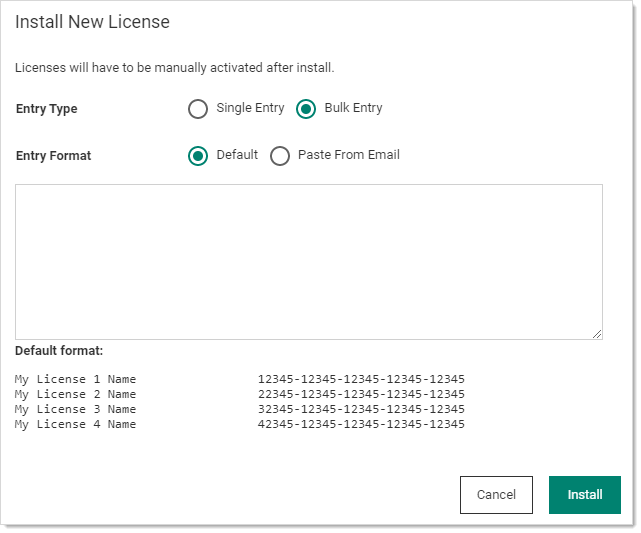 Install New License
Licenses will have to be manually activated after install.
Entry Type Single Entry Bulk Entry
Entry Format Default Paste From Email
Default format:
My License 1 Name 12345-12345-12345-12345-12345
My License 2 Name 22345-12345-12345-12345-12345
My License 3 Name 32345-12345-12345-12345-12345
My License 4 Name 42345-12345-12345-12345-12345
Cancel Install